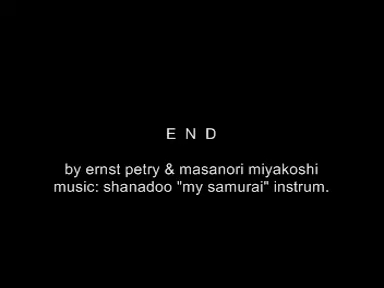 E N D
by ernst petry & masanori miyakoshi
music: shanadoo "my samurai" instrum.